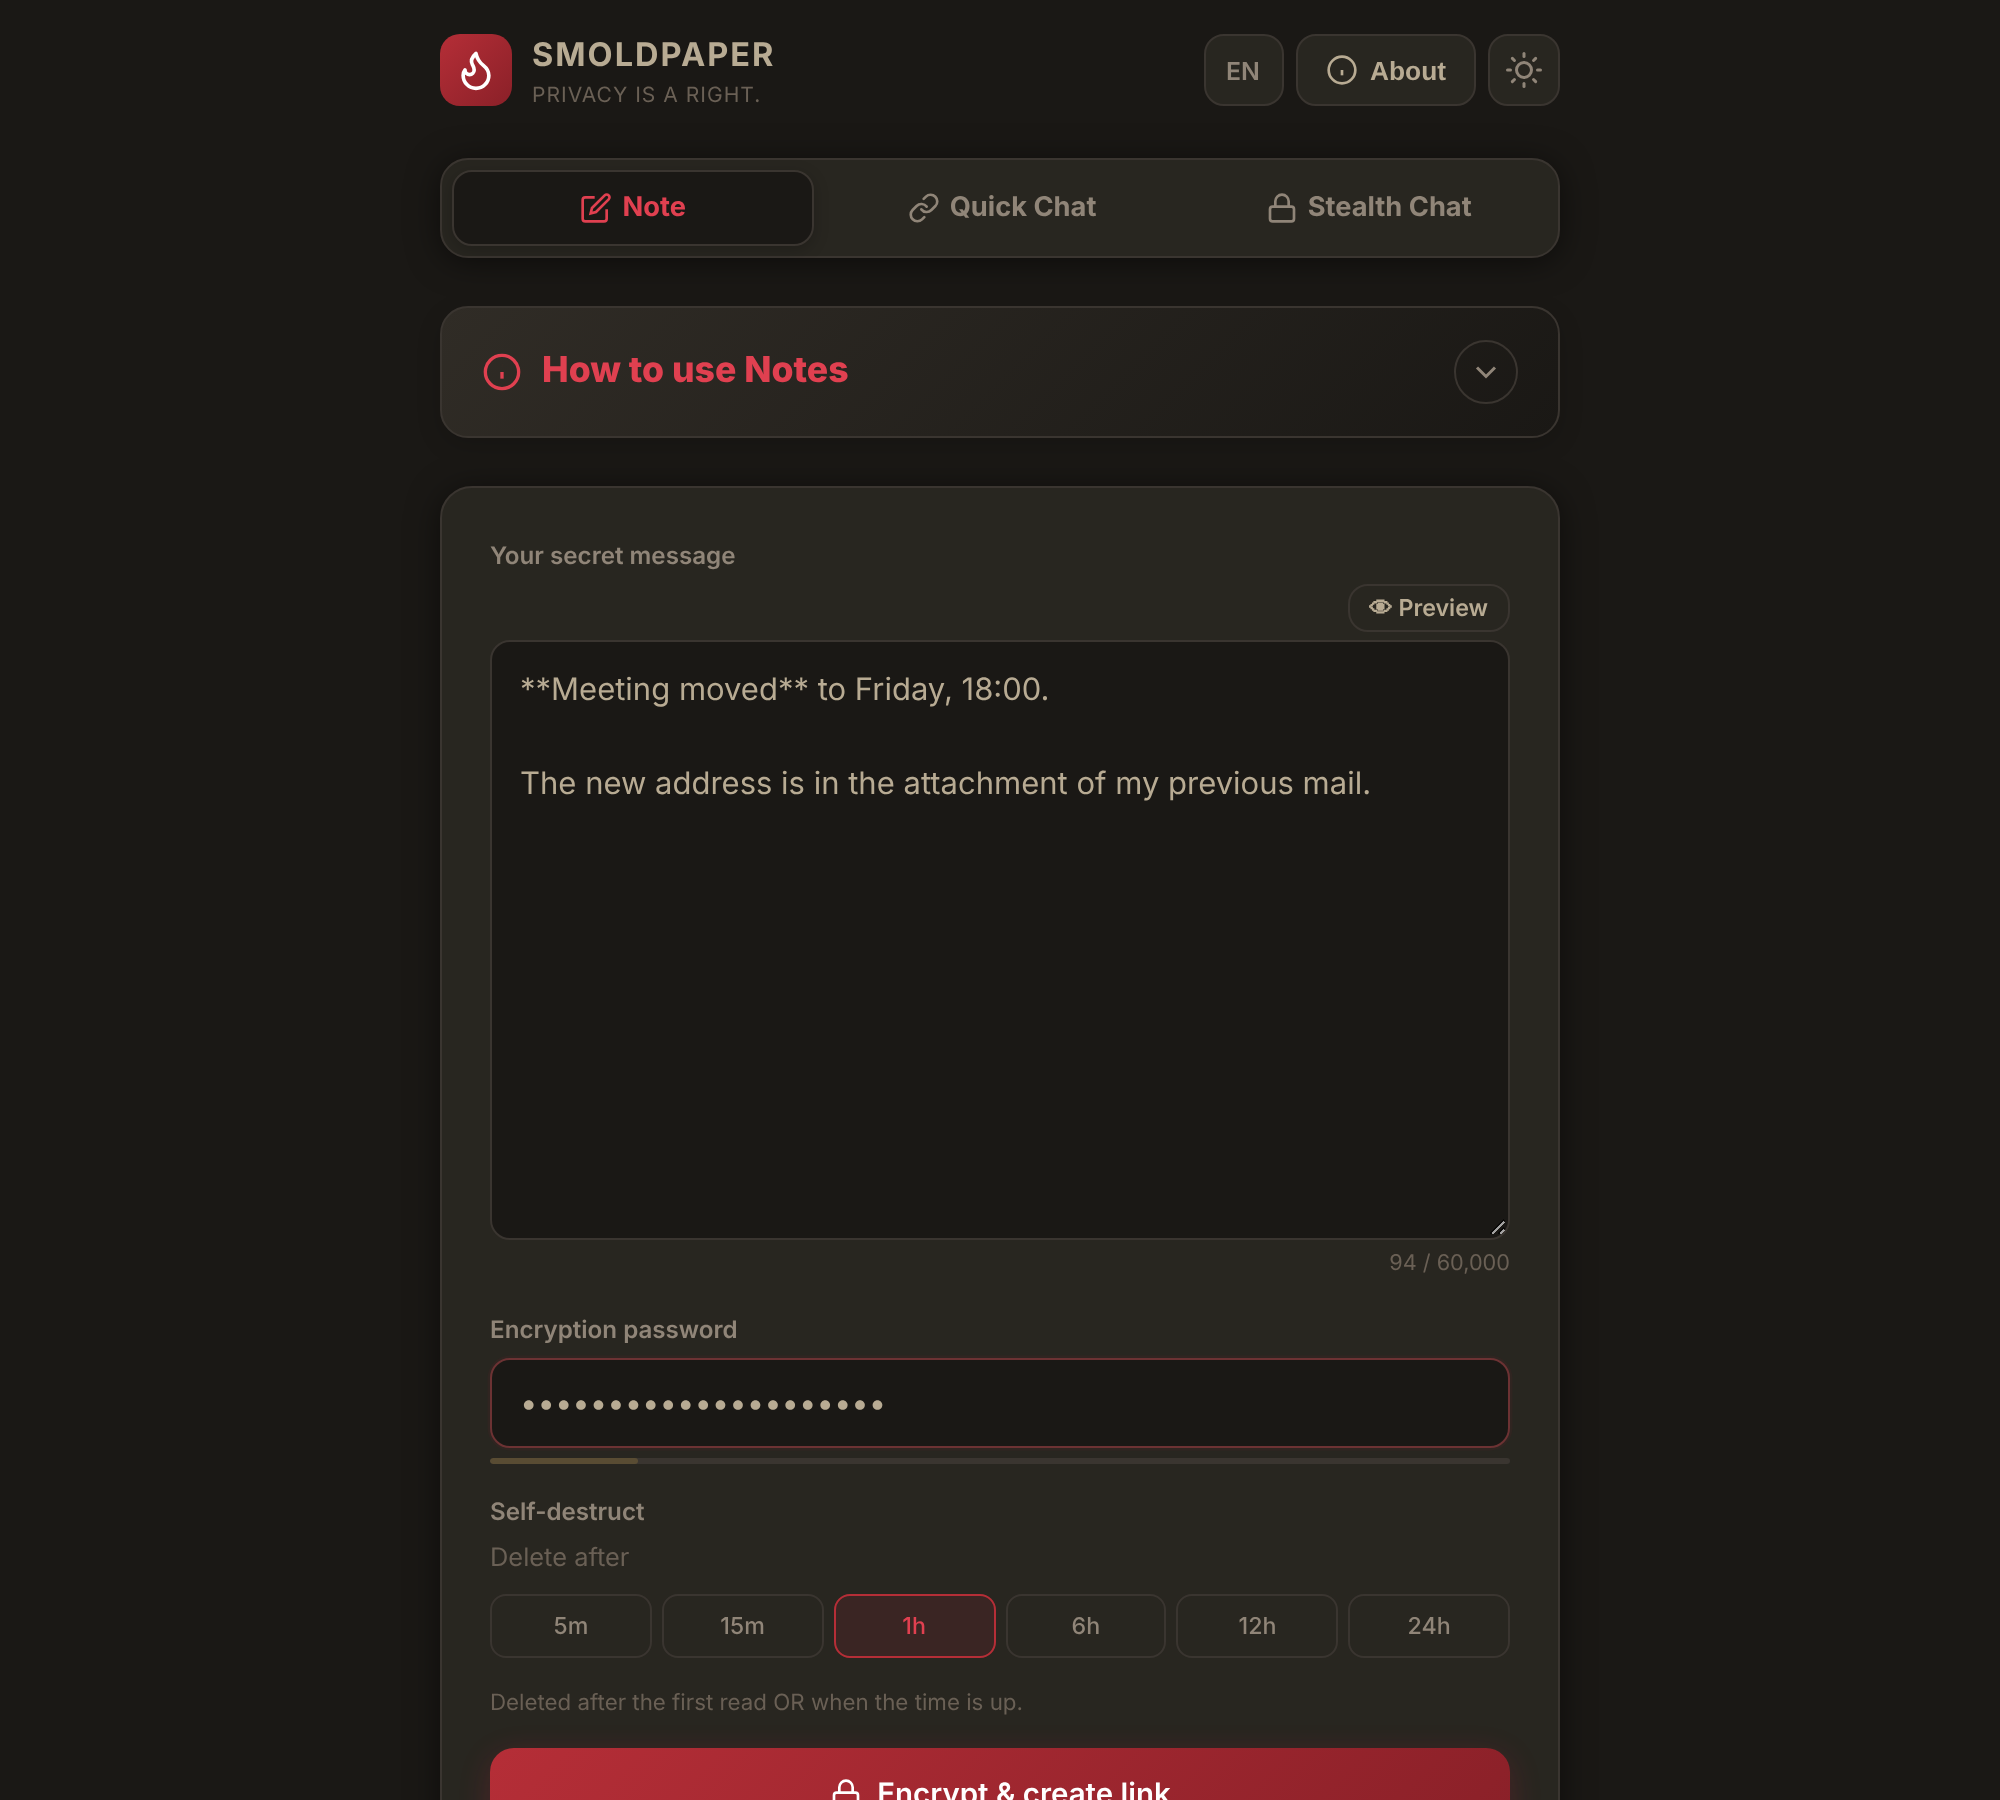 SMOLDPAPER
PRIVACY IS A RIGHT.
EN
About
Note
Quick Chat
Stealth Chat
How to use Notes
Your secret message
Preview
**Meeting moved** to Friday, 18:00.
The new address is in the attachment of my previous mail.
94 / 60,000
Encryption password
•••••••••••••••••••••
Self-destruct
Delete after
5m
15m
1h
6h
12h
24h
Deleted after the first read OR when the time is up.
Encrypt & create link